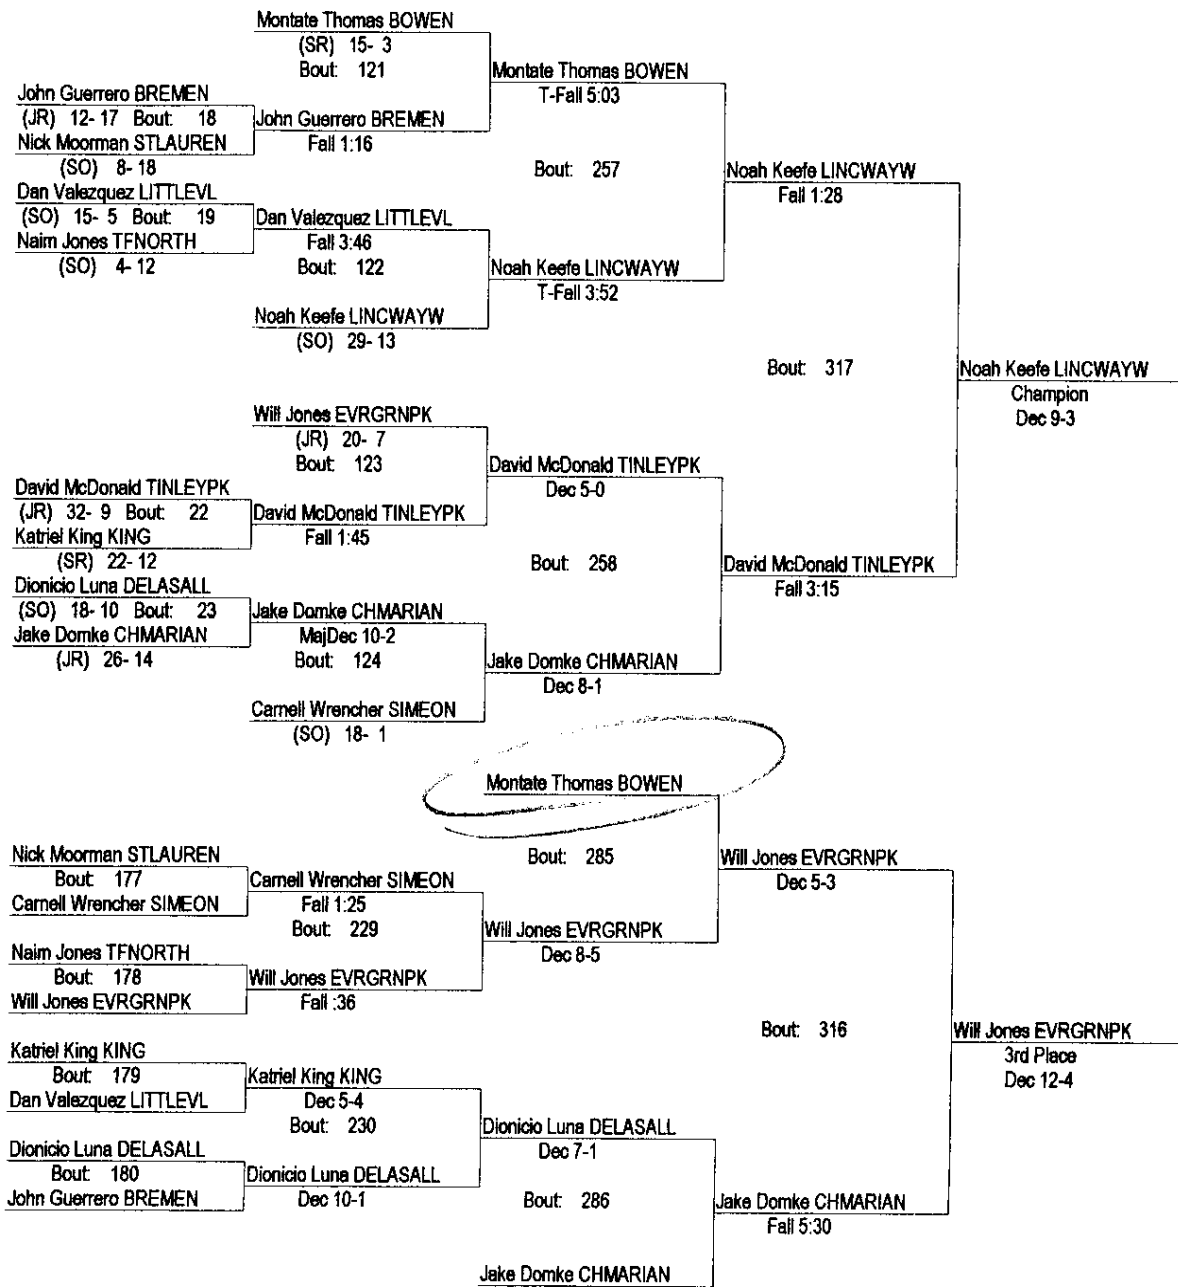 Montate Thomas BOWEN
(SR) 15- 3
Bout: 121
Montate Thomas BOWEN
T-Fall 5:03
John Guerrero BREMEN
(JR) 12- 17 Bout: 18
John Guerrero BREMEN
Nick Moorman STLAUREN
Fall 1:16
(SO) 8- 18
Bout: 257
Noah Keefe LINCWAYW
Fall 1:28
Dan Valezquez LITTLEVL
(SO) 15- 5 Bout: 19
Dan Valezquez LITTLEVL
Naim Jones TFNORTH
Fall 3:46
(SO) 4- 12
Bout: 122
Noah Keefe LINCWAYW
T-Fall 3:52
Noah Keefe LINCWAYW
(SO) 29- 13
Bout: 317
Noah Keefe LINCWAYW
Champion
Dec 9-3
Will Jones EVRGRNPK
(JR) 20- 7
Bout: 123
David McDonald TINLEYPK
Dec 5-0
David McDonald TINLEYPK
(JR) 32- 9 Bout: 22
David McDonald TINLEYPK
Katriel King KING
Fall 1:45
(SR) 22- 12
Bout: 258
David McDonald TINLEYPK
Fall 3:15
Dionicio Luna DELASALL
(SO) 18- 10 Bout: 23
Jake Domke CHMARIAN
Jake Domke CHMARIAN
MajDec 10-2
(JR) 26- 14
Bout: 124
Jake Domke CHMARIAN
Dec 8-1
Carnell Wrencher SIMEON
(SO) 18- 1
Montate Thomas BOWEN
Bout: 285
Will Jones EVRGRNPK
Dec 5-3
Nick Moorman STLAUREN
Bout: 177
Carnell Wrencher SIMEON
Carnell Wrencher SIMEON
Fall 1:25
Bout: 229
Will Jones EVRGRNPK
Dec 8-5
Naim Jones TFNORTH
Bout: 178
Will Jones EVRGRNPK
Will Jones EVRGRNPK
Fall :36
Bout: 316
Will Jones EVRGRNPK
3rd Place
Dec 12-4
Katriel King KING
Bout: 179
Katriel King KING
Dan Valezquez LITTLEVL
Dec 5-4
Bout: 230
Dionicio Luna DELASALL
Dec 7-1
Dionicio Luna DELASALL
Bout: 180
Dionicio Luna DELASALL
John Guerrero BREMEN
Dec 10-1
Bout: 286
Jake Domke CHMARIAN
Fall 5:30
Jake Domke CHMARIAN